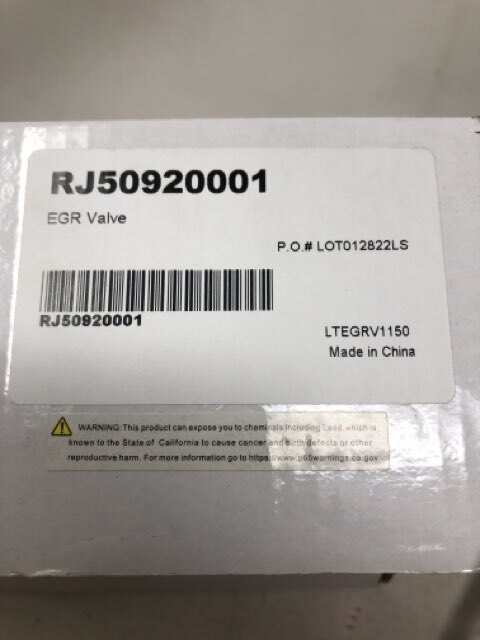 RJ50920001
EGR Valve
P.O.# LOT012822LS
RJ50920001
LTEGRV1150
Made in China
WARNING: This product can expose you to chemicals including Lead, which is
known to the State of California to cause cancer and birth defects or other
reproductive harm. For more information go to https://www.p65warnings.ca.gov